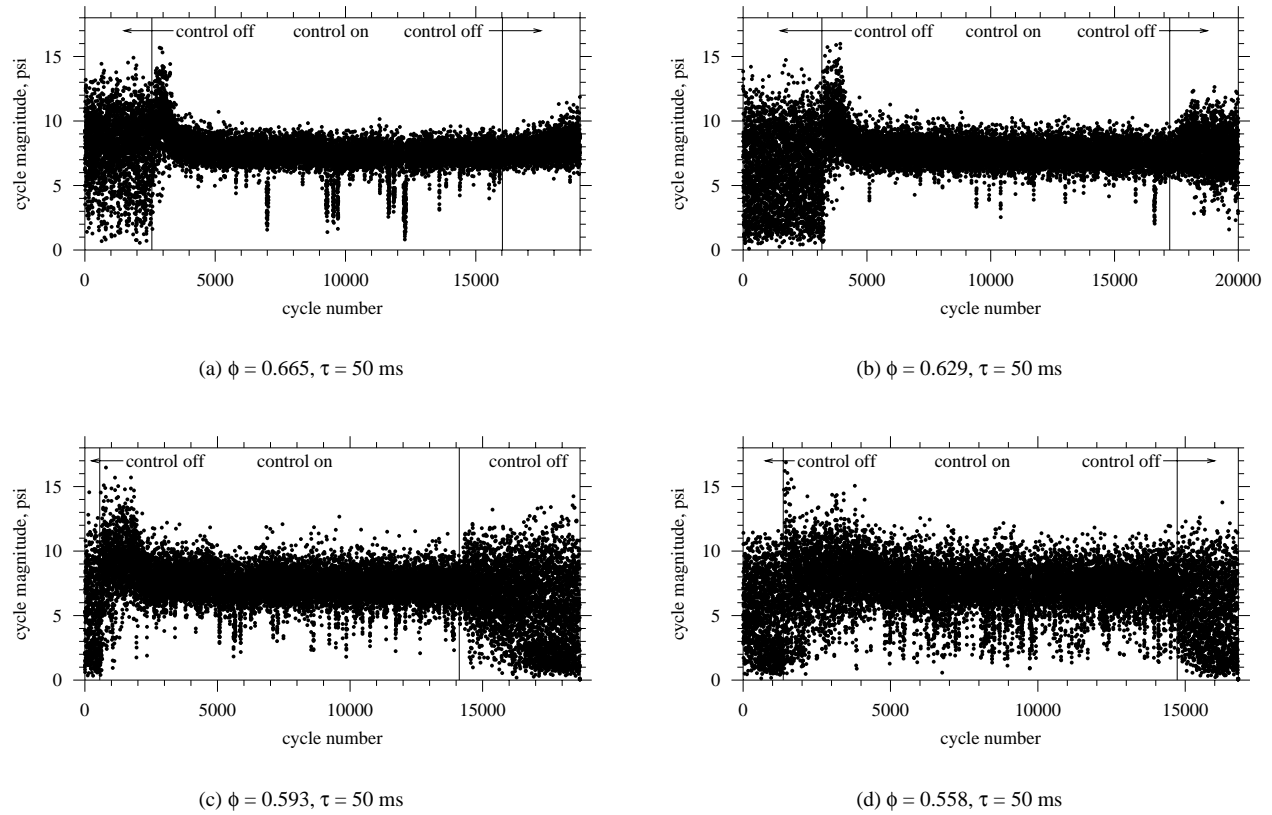 control off control on control off
15
10
5
0
cycle magnitude, psi
0 5000 10000 15000
cycle number
(a) ϕ = 0.665, τ = 50 ms
control off control on control off
15
10
5
0
cycle magnitude, psi
0 5000 10000 15000 20000
cycle number
(b) ϕ = 0.629, τ = 50 ms
control off control on control off
15
10
5
0
cycle magnitude, psi
0 5000 10000 15000
cycle number
(c) ϕ = 0.593, τ = 50 ms
control off control on control off
15
10
5
0
cycle magnitude, psi
0 5000 10000 15000
cycle number
(d) ϕ = 0.558, τ = 50 ms